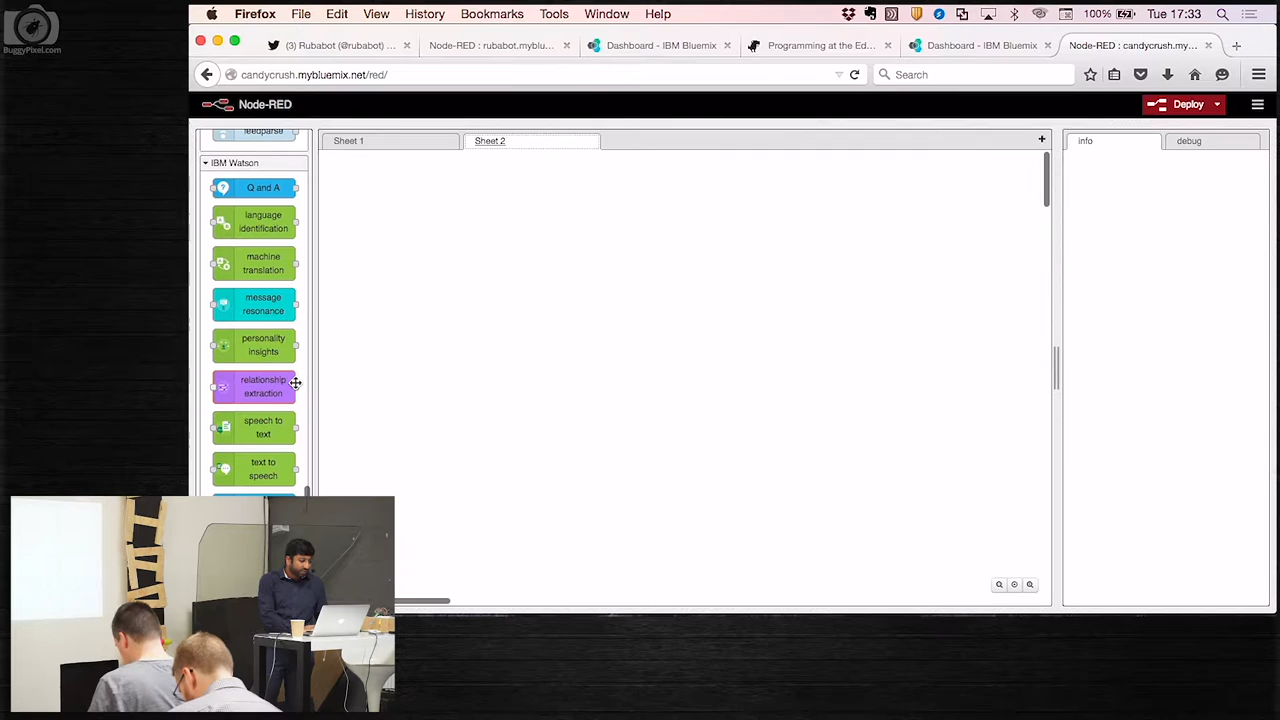 Firefox File Edit View History Bookmarks Tools Window Help
100% Tue 17:33
BuggyPixel.com
(3) Rubabot (@rubabot) ...
Node-RED : rubabot.myblu...
Dashboard - IBM Bluemix
Programming at the Ed...
Dashboard - IBM Bluemix
Node-RED : candycrush.my...
candycrush.mybluemix.net/red/
Search
Node-RED
Deploy
feedparse
Sheet 1
Sheet 2
info
debug
IBM Watson
Q and A
language
identification
machine
translation
message
resonance
personality
insights
relationship
extraction
speech to
text
text to
speech